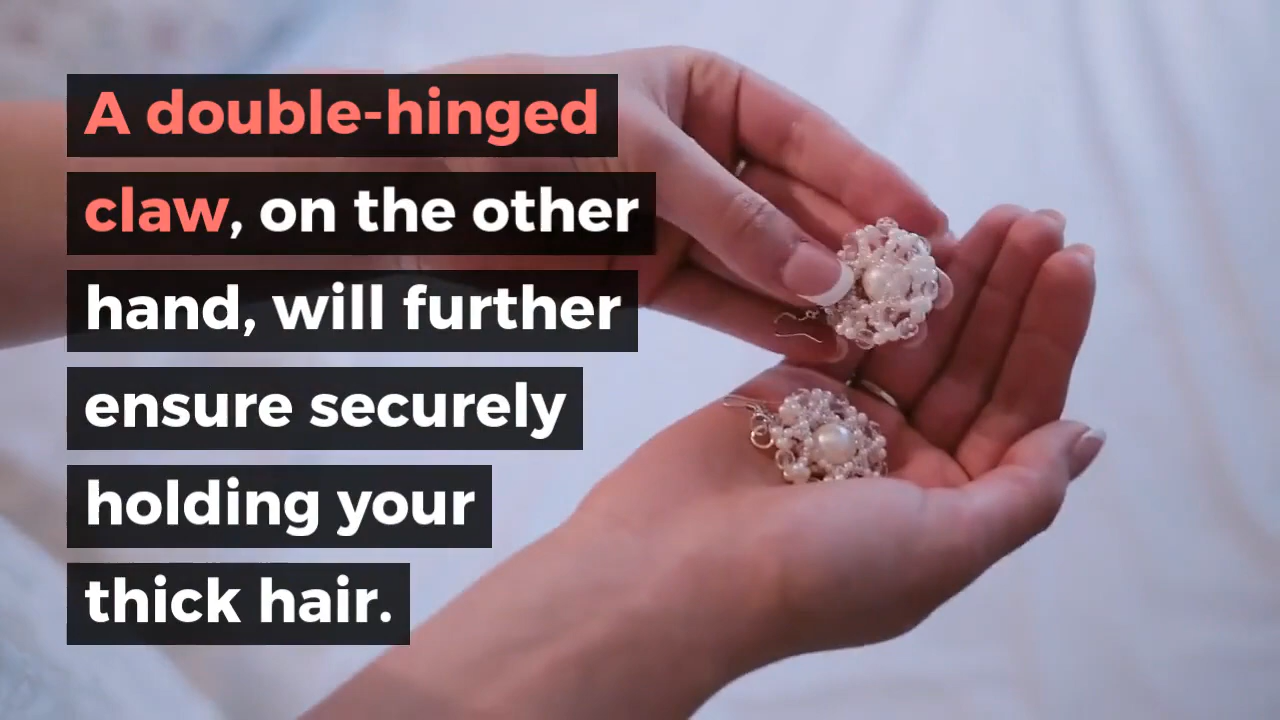 A double-hinged
claw, on the other
hand, will further
ensure securely
holding your
thick hair.